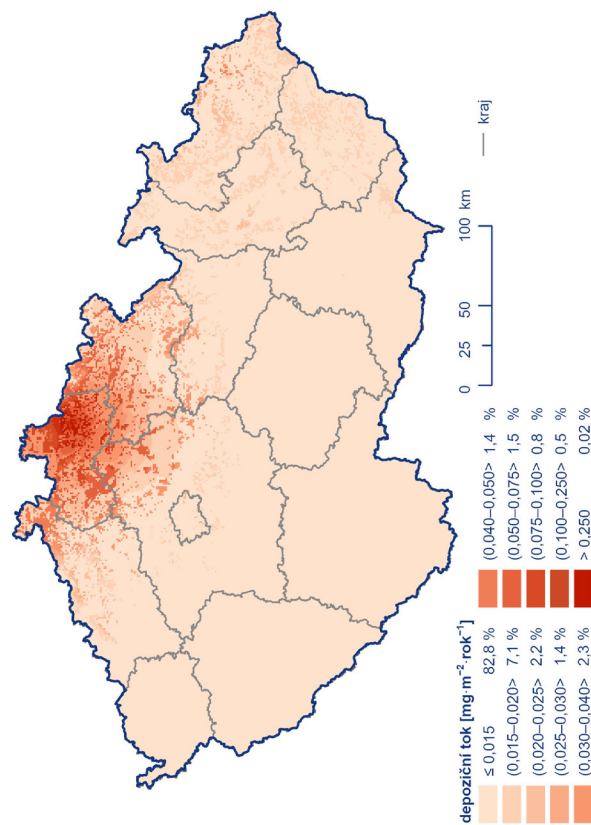 depoziční tok [mg·m⁻²·rok⁻¹]
≤ 0,015 82,8 %
(0,015–0,020> 7,1 %
(0,020–0,025> 2,2 %
(0,025–0,030> 1,4 %
(0,030–0,040> 2,3 %
(0,040–0,050> 1,4 %
(0,050–0,075> 1,5 %
(0,075–0,100> 0,8 %
(0,100–0,250> 0,5 %
> 0,250 0,02 %
0 25 50 100 km
kraj